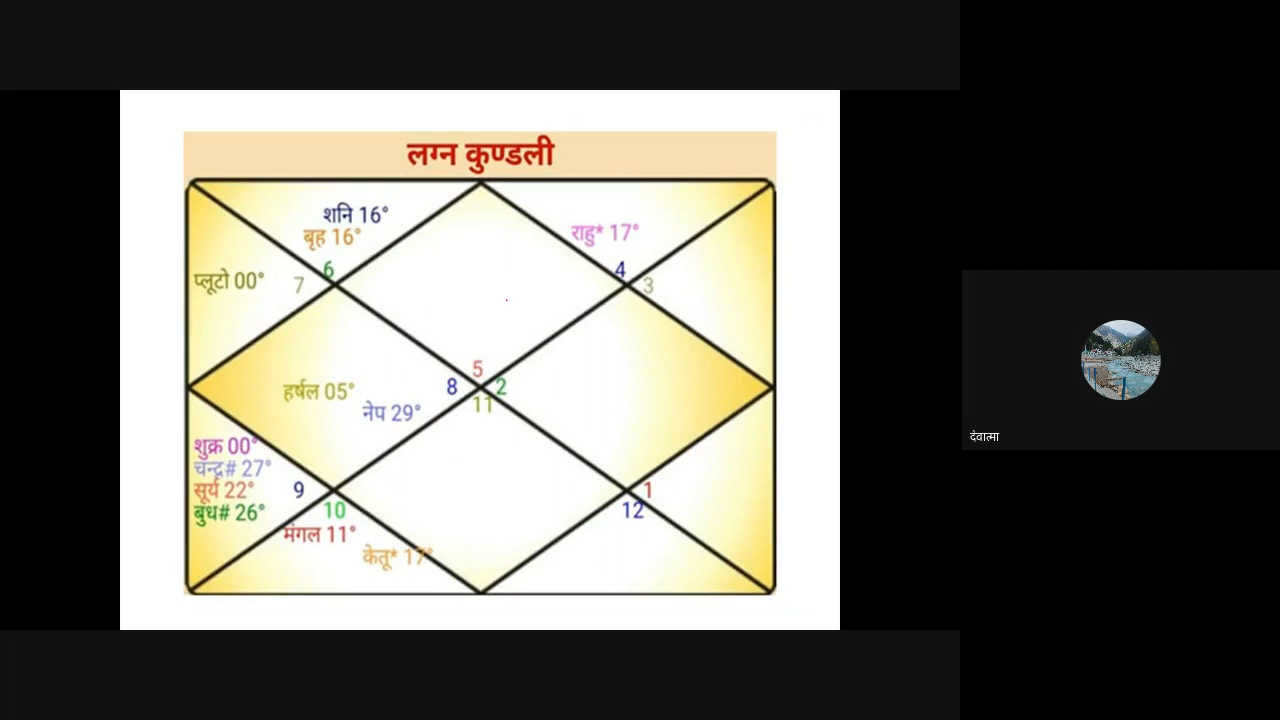 लग्न कुण्डली
शनि 16°
बृह 16°
राहु* 17°
6
4
प्लूटो 00°
7
3
5
8
2
हर्षल 05°
11
नेप 29°
शुक्र 00°
चन्द्र# 27°
सूर्य 22°
9
1
बुध# 26°
10
12
मंगल 11°
केतू* 17°
देवात्मा